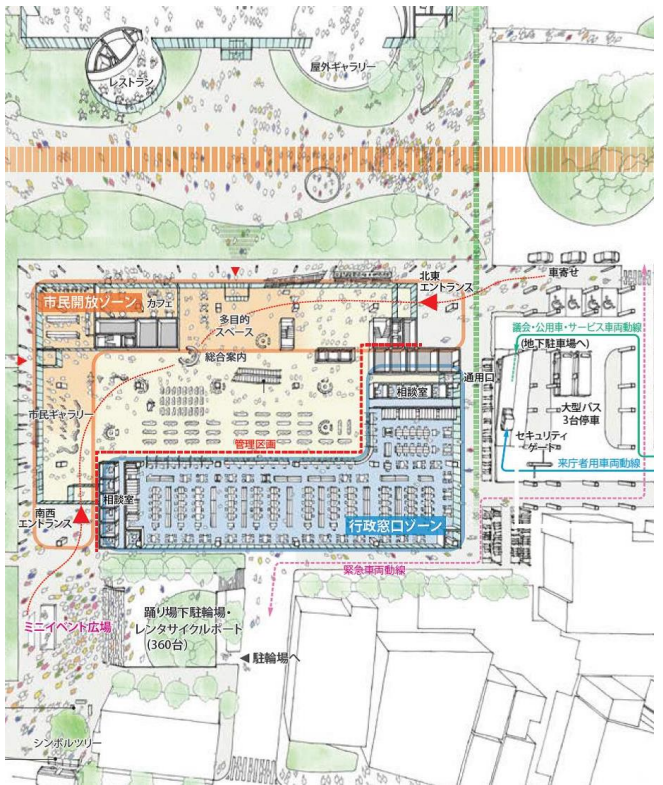 レストラン
屋外ギャラリー
市民開放ゾーン
カフェ
多目的
スペース
北東
エントランス
車寄せ
総合案内
議会・公用車・サービス車両動線
(地下駐車場へ)
通用口
相談室
大型バス
3台停車
市民ギャラリー
管理区画
セキュリティ
ゲート
来庁者用車両動線
相談室
南西
エントランス
行政窓口ゾーン
緊急車両動線
ミニイベント広場
踊り場下駐輪場・
レンタサイクルポート
(360台)
駐輪場へ
シンボルツリー